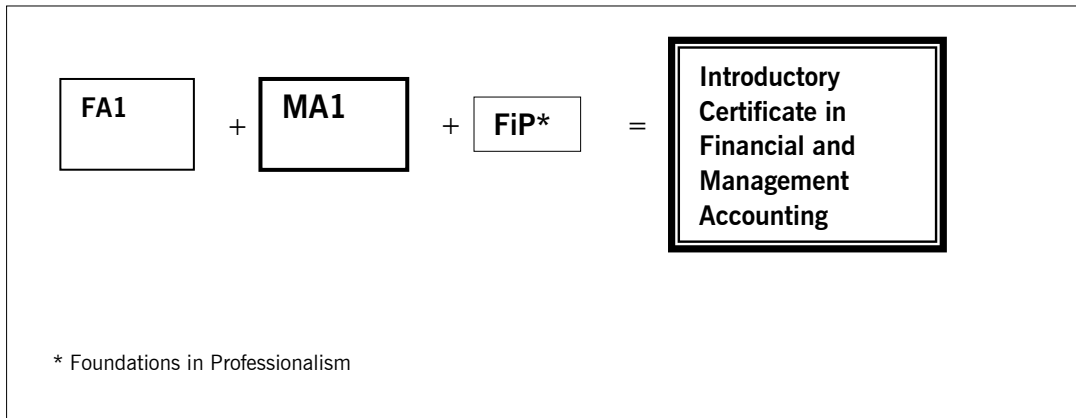 FA1 + MA1 + FiP* =
Introductory
Certificate in
Financial and
Management
Accounting
* Foundations in Professionalism